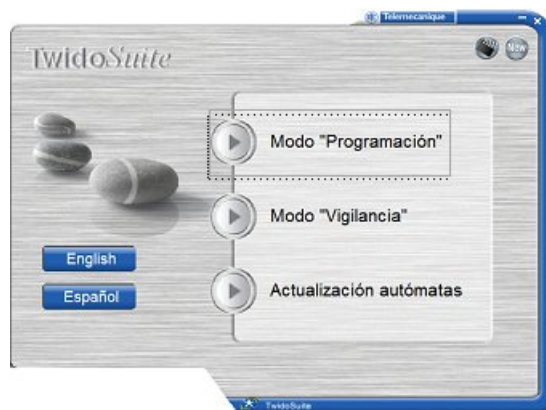 Telemecanique
TwidoSuite
New
Modo "Programación"
Modo "Vigilancia"
English
Español
Actualización autómatas
TwidoSuite